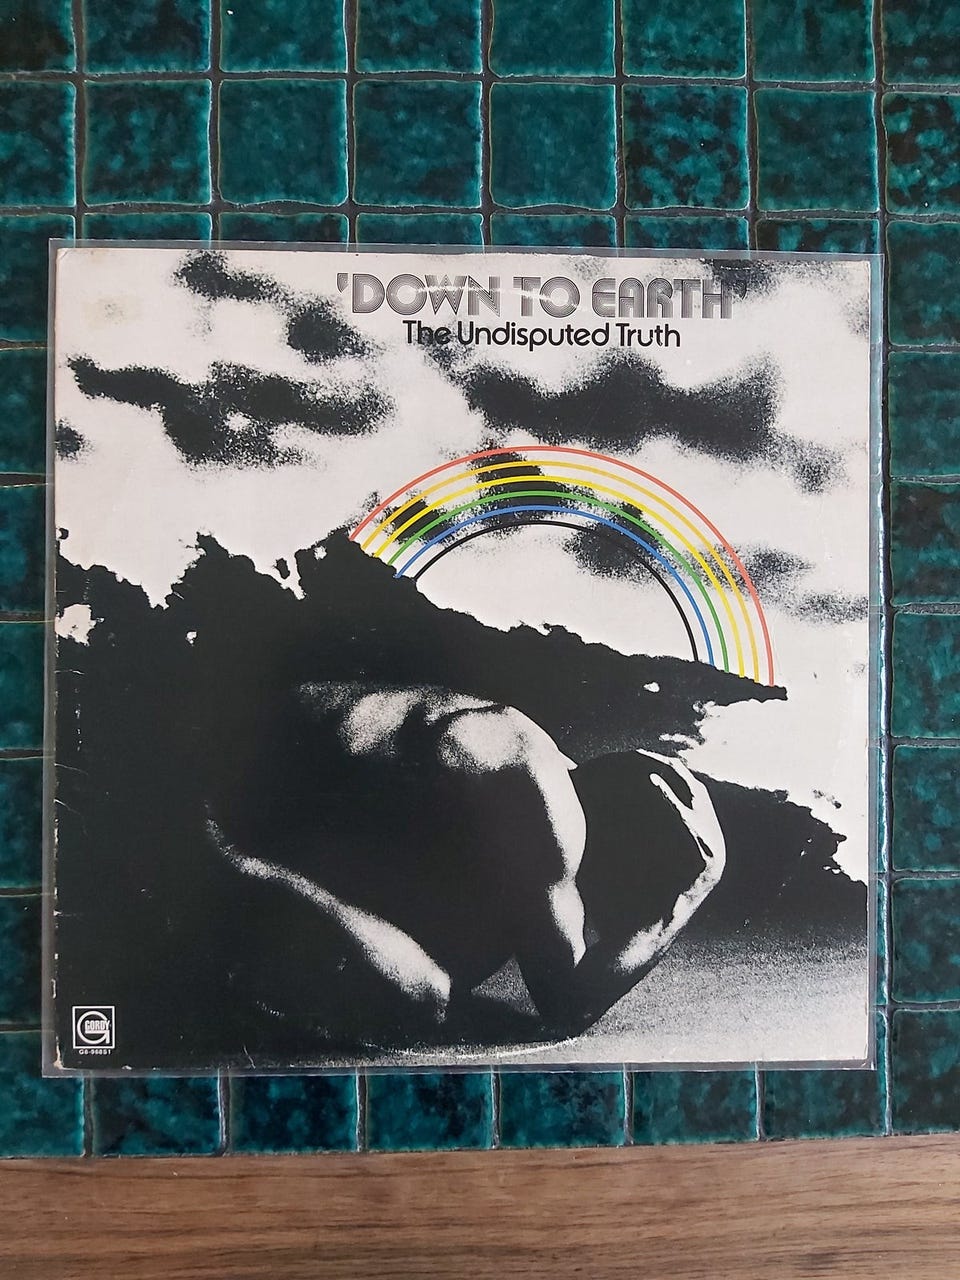 'DOWN TO EARTH'
The Undisputed Truth
GORDY
G6-968S1